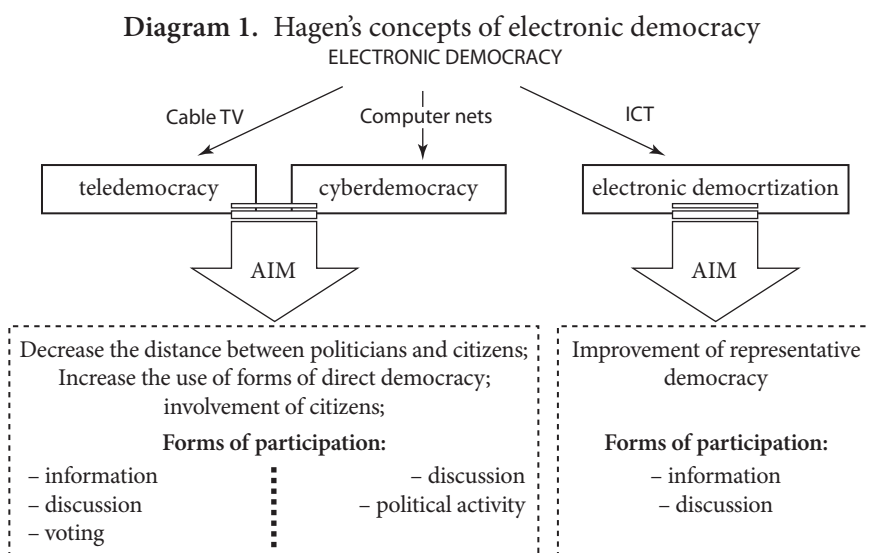 Diagram 1. Hagen’s concepts of electronic democracy
ELECTRONIC DEMOCRACY
Cable TV
Computer nets
ICT
teledemocracy
cyberdemocracy
electronic democrtization
AIM
AIM
Decrease the distance between politicians and citizens;
Increase the use of forms of direct democracy;
involvement of citizens;
Forms of participation:
– information
– discussion
– voting
– discussion
– political activity
Improvement of representative
democracy
Forms of participation:
– information
– discussion